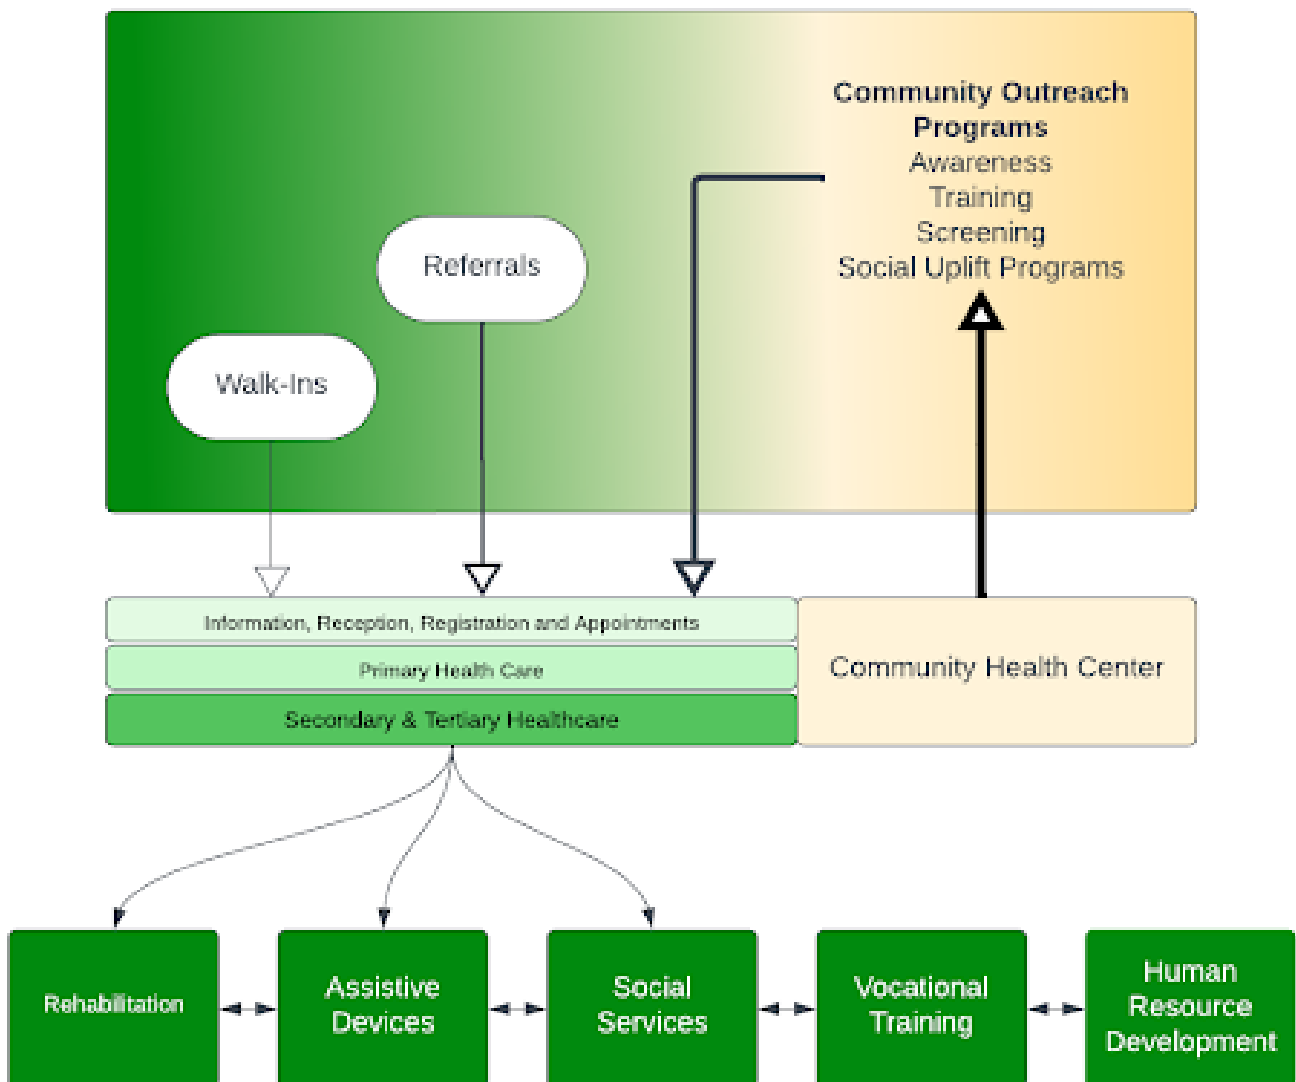 Community Outreach
Programs
Awareness
Training
Screening
Social Uplift Programs
Referrals
Walk-Ins
Information, Reception, Registration and Appointments
Primary Health Care
Secondary & Tertiary Healthcare
Community Health Center
Rehabilitation
Assistive
Devices
Social
Services
Vocational
Training
Human
Resource
Development